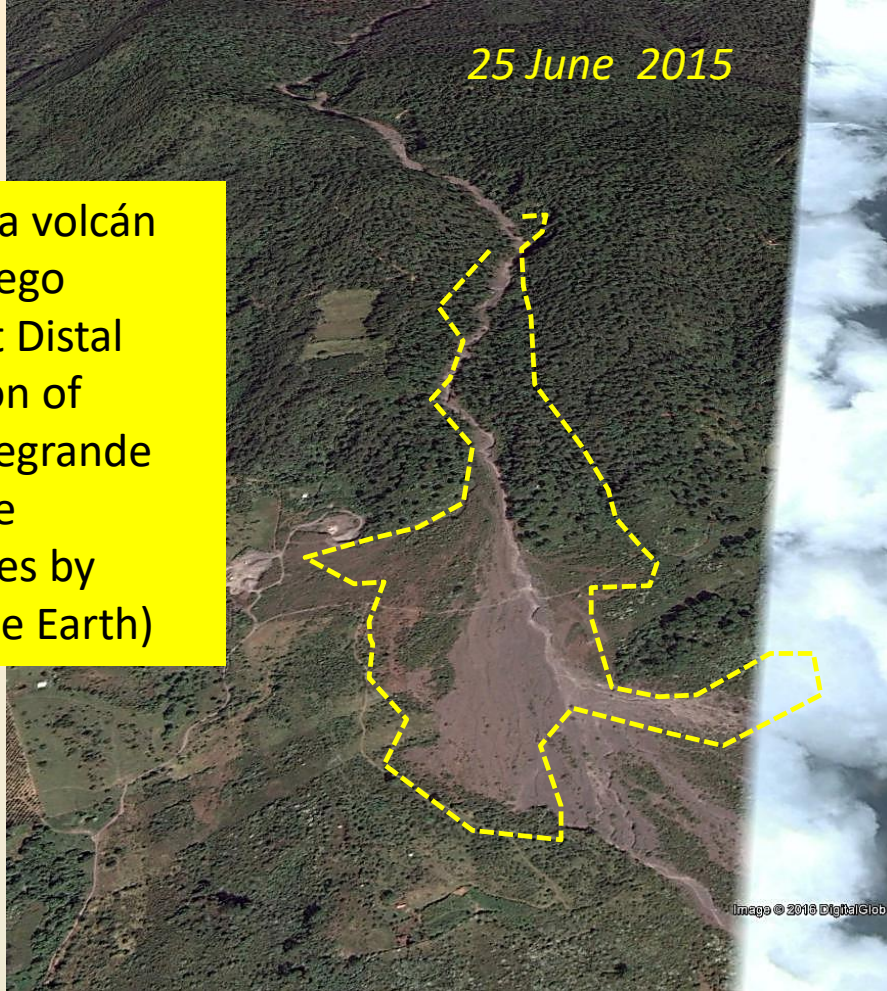 25 June 2015
a volcán
ego
t Distal
on of
egrande
e
es by
e Earth)
Image © 2016 DigitalGlob